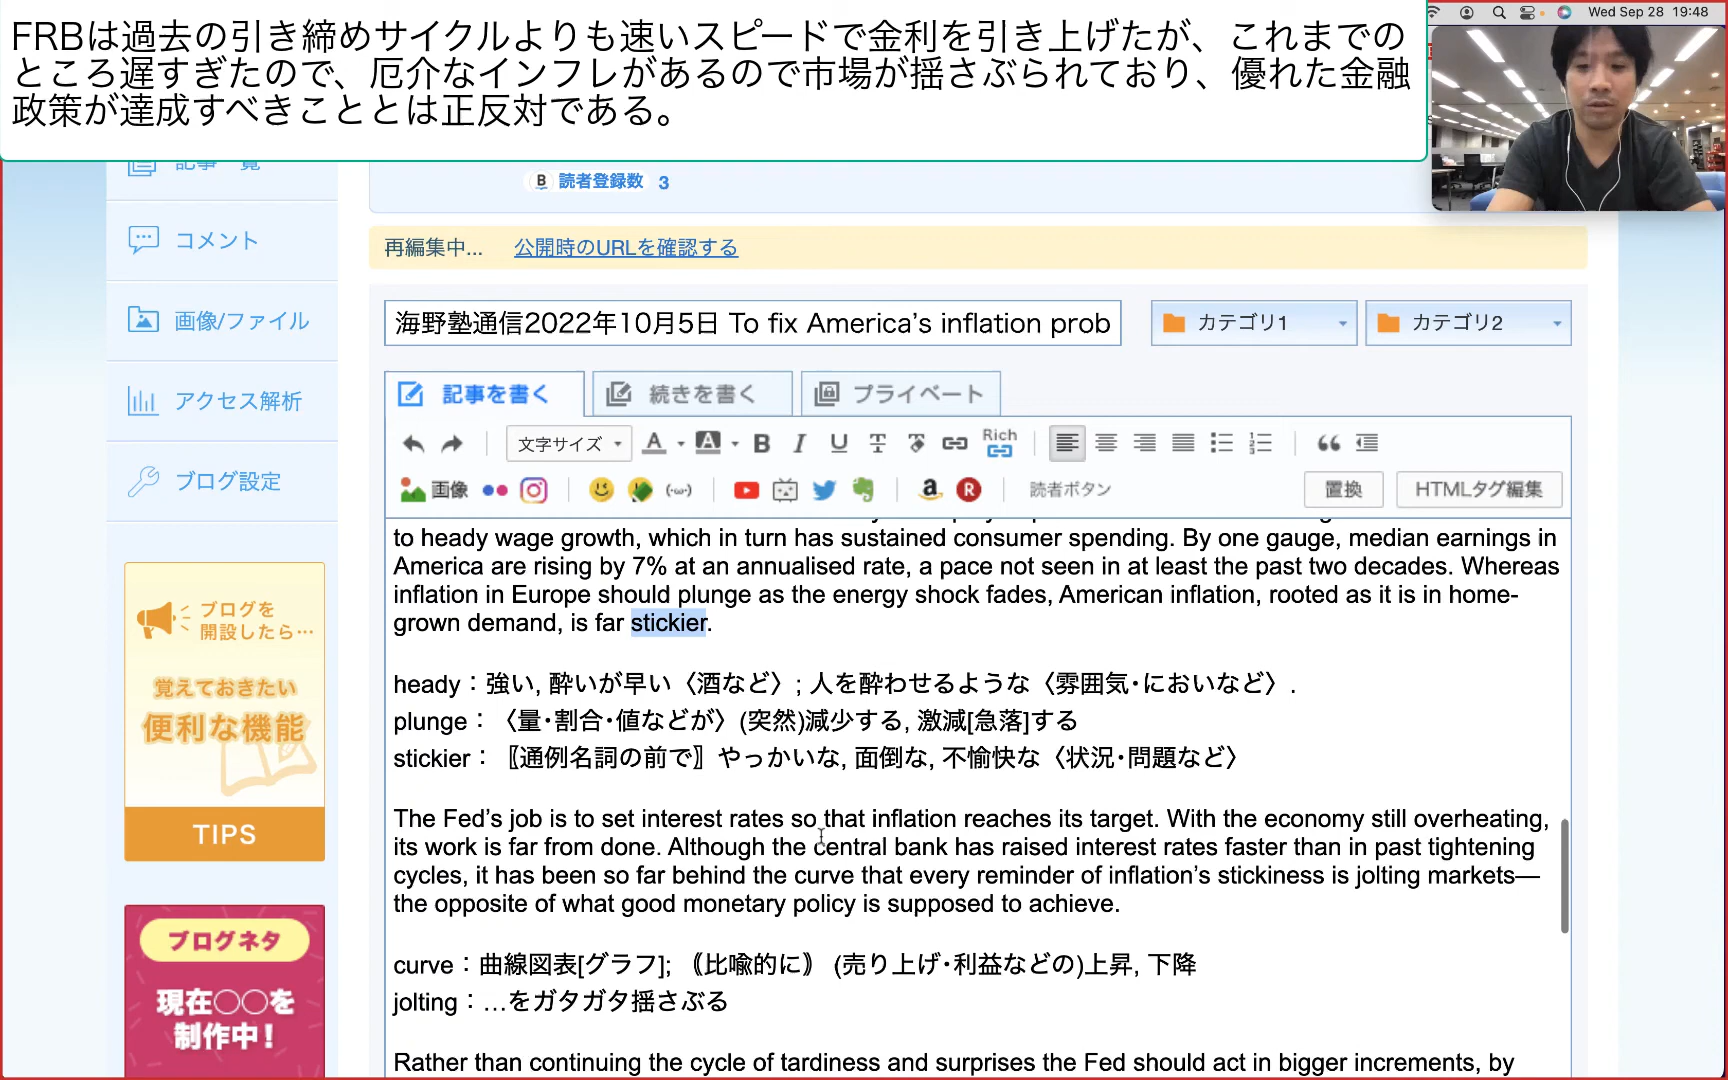 FRBは過去の引き締めサイクルよりも速いスピードで金利を引き上げたが、これまでの
ところ遅すぎたので、厄介なインフレがあるので市場が揺さぶられており、優れた金融
政策が達成すべきこととは正反対である。
Wed Sep 28 19:48
B 読者登録数 3
コメント
画像/ファイル
アクセス解析
ブログ設定
ブログを
開設したら…
覚えておきたい
便利な機能
TIPS
ブログネタ
現在○○を
制作中!
再編集中... 公開時のURLを確認する
海野塾通信2022年10月5日 To fix America's inflation prob
カテゴリ1
カテゴリ2
記事を書く
続きを書く
プライベート
文字サイズ
A A B I U T
Rich
画像
読者ボタン
置換
HTMLタグ編集
to heady wage growth, which in turn has sustained consumer spending. By one gauge, median earnings in
America are rising by 7% at an annualised rate, a pace not seen in at least the past two decades. Whereas
inflation in Europe should plunge as the energy shock fades, American inflation, rooted as it is in home-
grown demand, is far stickier.
heady：強い, 酔いが早い〈酒など〉; 人を酔わせるような〈雰囲気･においなど〉.
plunge：〈量･割合･値などが〉(突然)減少する, 激減[急落]する
stickier：〖通例名詞の前で〗やっかいな, 面倒な, 不愉快な〈状況･問題など〉
The Fed's job is to set interest rates so that inflation reaches its target. With the economy still overheating,
its work is far from done. Although the central bank has raised interest rates faster than in past tightening
cycles, it has been so far behind the curve that every reminder of inflation's stickiness is jolting markets—
the opposite of what good monetary policy is supposed to achieve.
curve：曲線図表[グラフ]; ⦅比喩的に⦆ (売り上げ･利益などの)上昇, 下降
jolting：…をガタガタ揺さぶる
Rather than continuing the cycle of tardiness and surprises the Fed should act in bigger increments, by